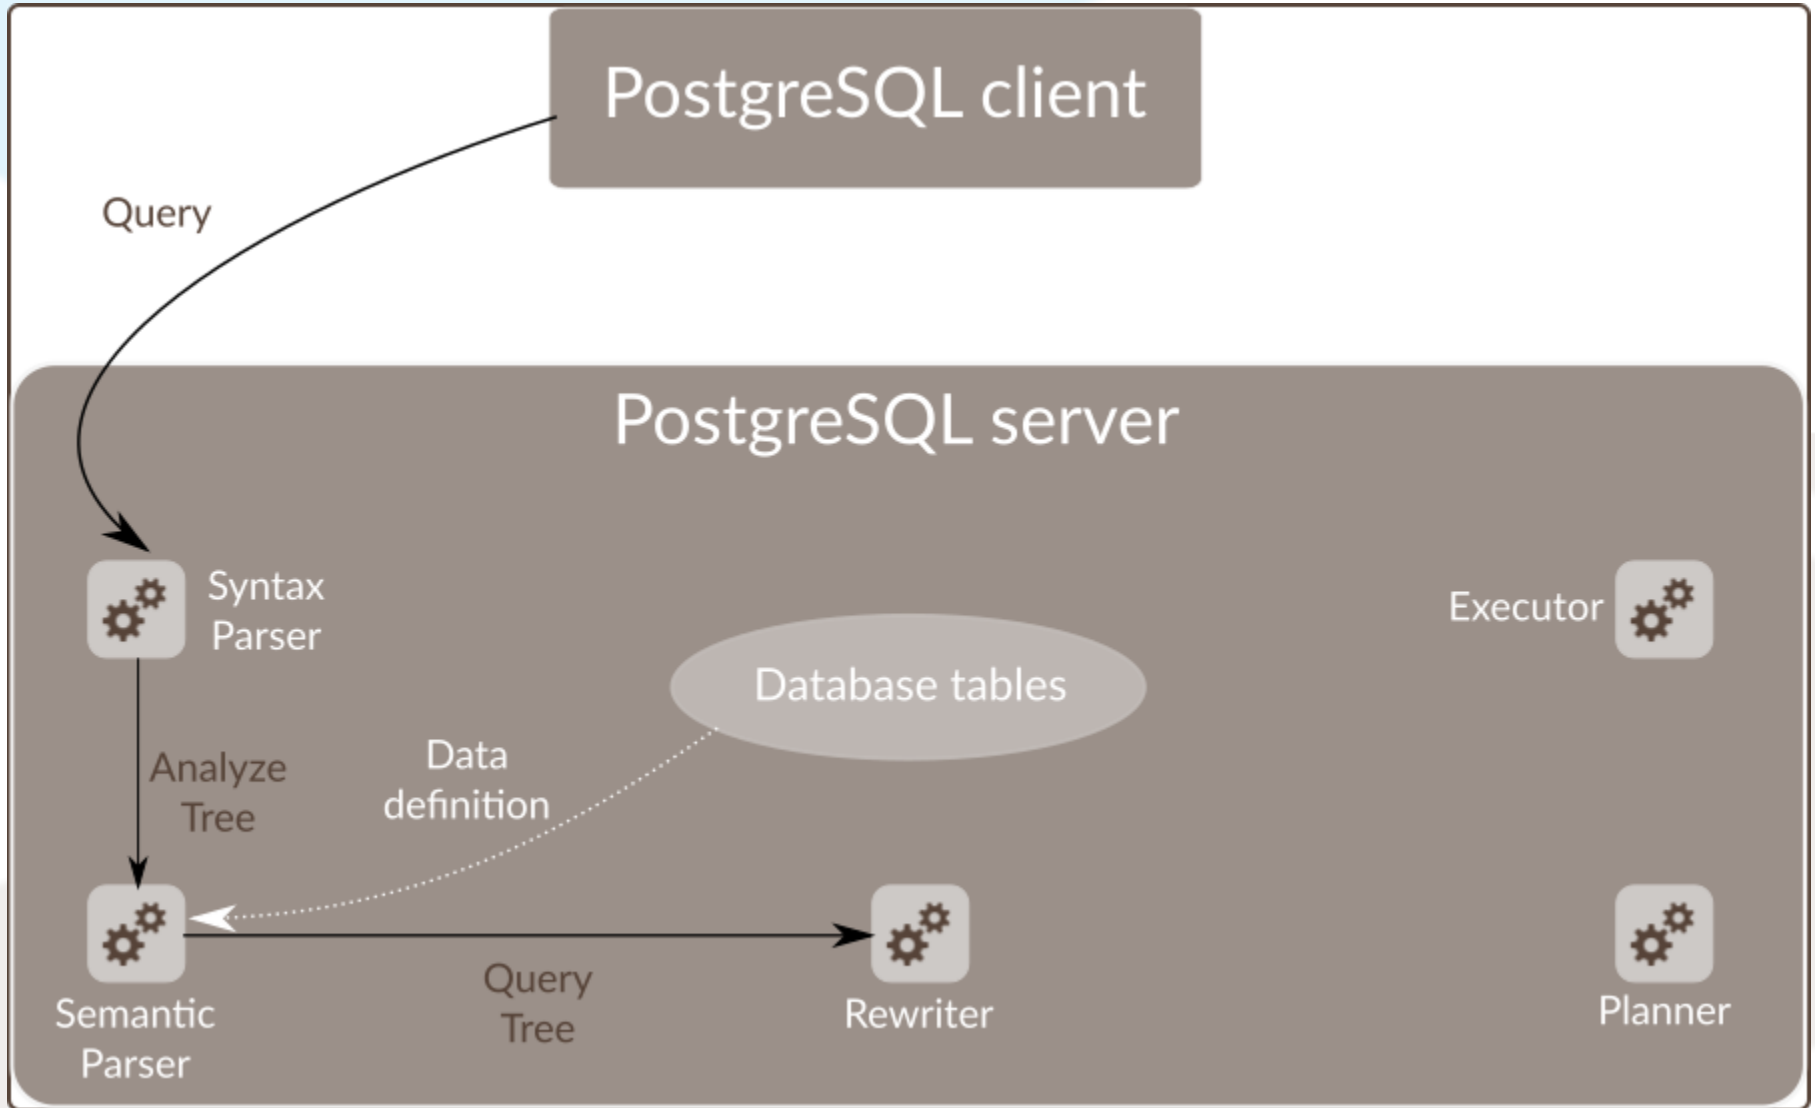 PostgreSQL client
Query
PostgreSQL server
Syntax
Parser
Executor
Database tables
Analyze
Tree
Data
definition
Query
Tree
Semantic
Parser
Rewriter
Planner